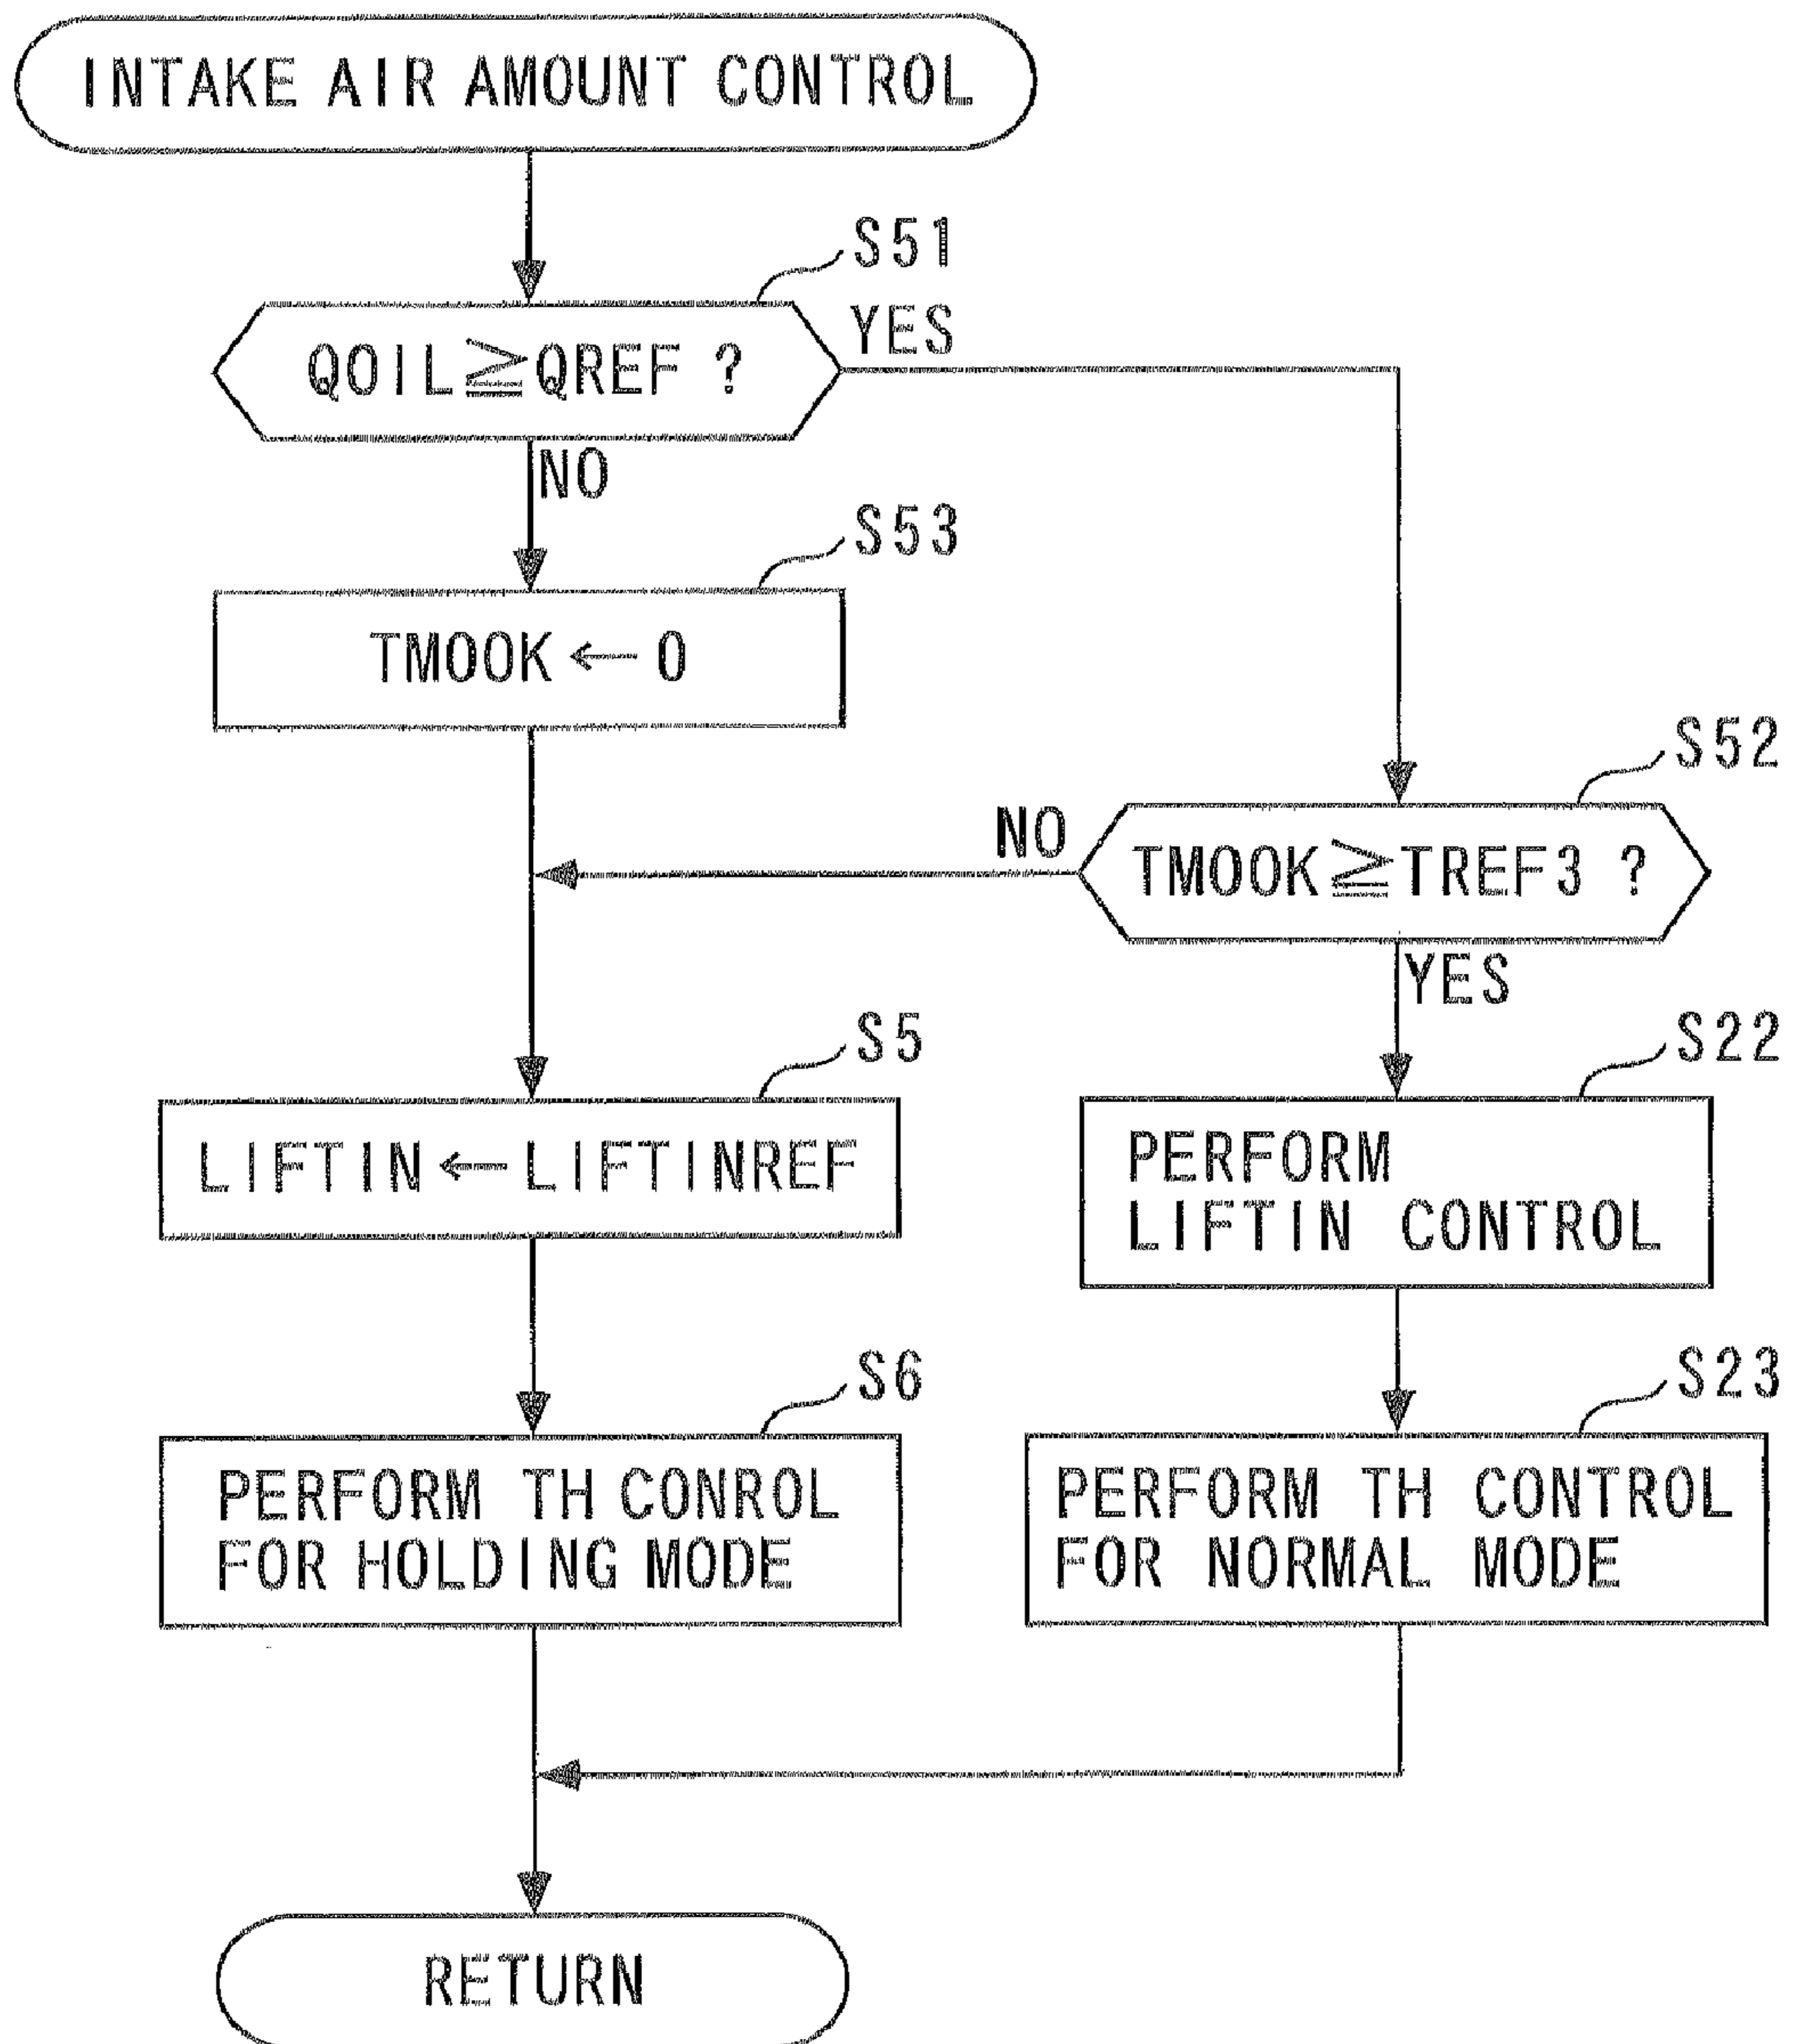 INTAKE AIR AMOUNT CONTROL
S51
QOIL≧QREF ?
YES
NO
S53
TMOOK←0
S52
TMOOK≧TREF3 ?
NO
YES
S5
LIFTIN←LIFTINREF
S22
PERFORM
LIFTIN CONTROL
S6
PERFORM TH CONROL
FOR HOLDING MODE
S23
PERFORM TH CONTROL
FOR NORMAL MODE
RETURN